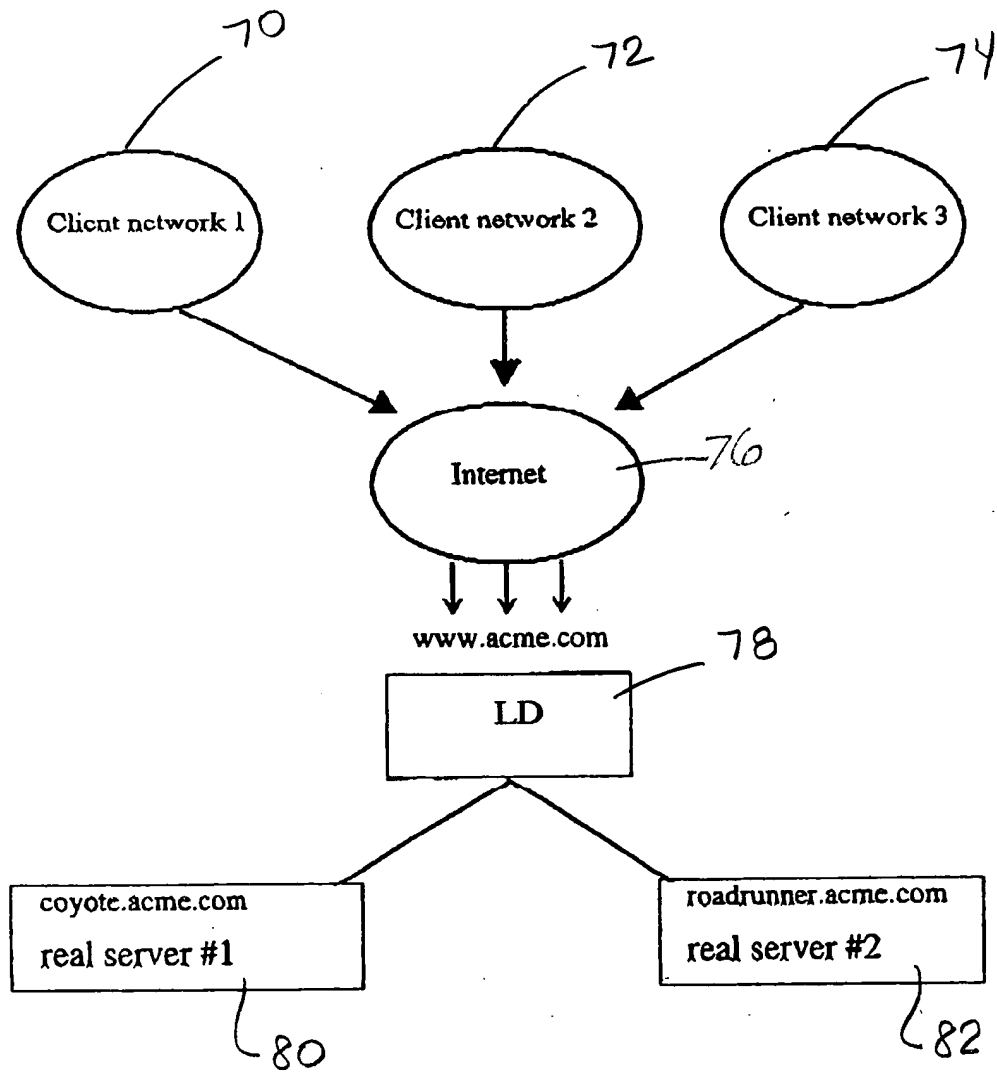 70
72
74
Client network 1
Client network 2
Client network 3
Internet
76
www.acme.com
78
LD
coyote.acme.com
real server #1
roadrunner.acme.com
real server #2
80
82